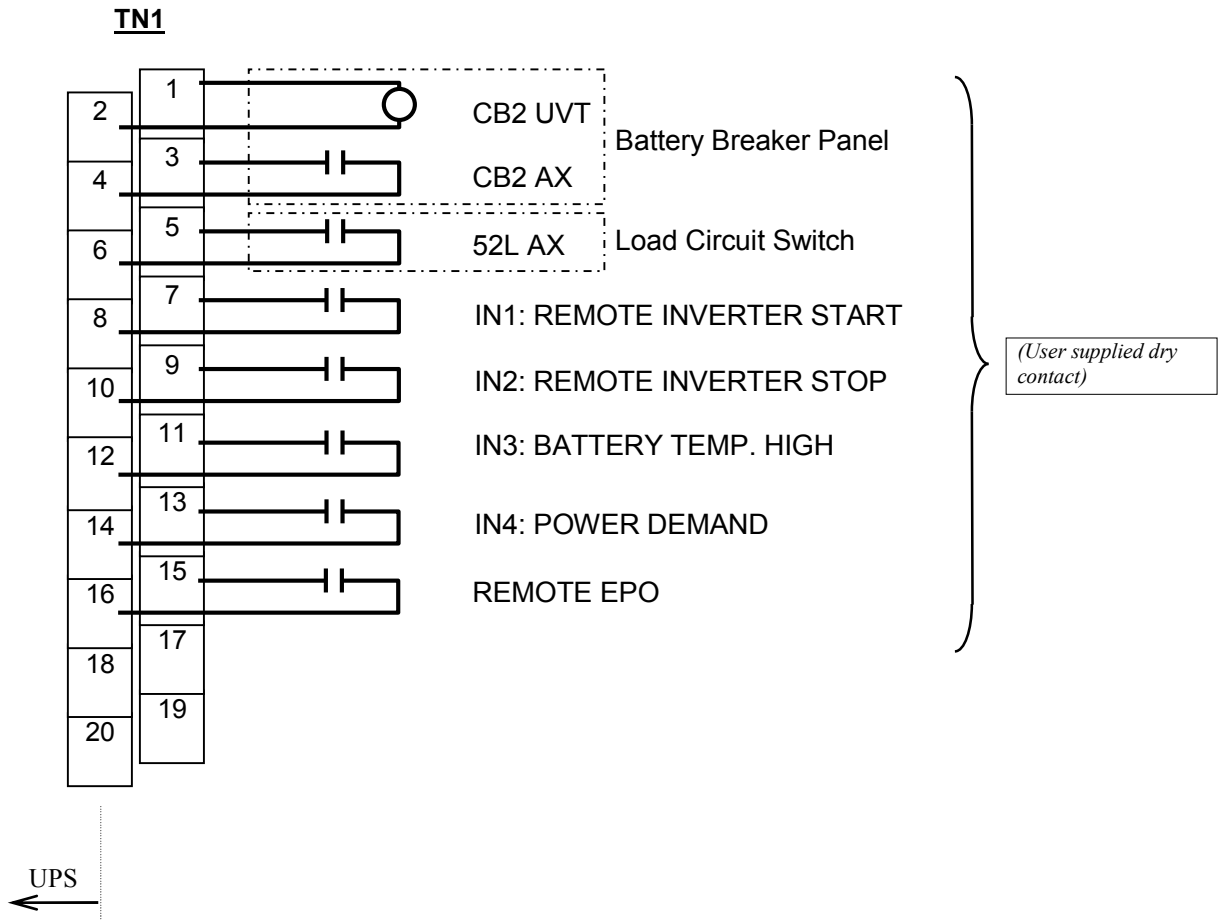 TN1
1
2
CB2 UVT
Battery Breaker Panel
3
4
CB2 AX
5
6
52L AX
Load Circuit Switch
7
8
IN1: REMOTE INVERTER START
9
10
IN2: REMOTE INVERTER STOP
(User supplied dry
contact)
11
12
IN3: BATTERY TEMP. HIGH
13
14
IN4: POWER DEMAND
15
16
REMOTE EPO
17
18
19
20
UPS